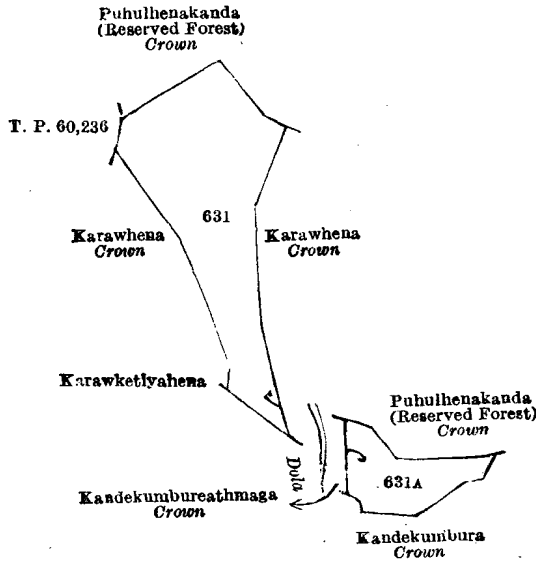 Puhulhenakanda
(Reserved Forest)
Crown
T. P. 60,236
631
Karawhena
Crown
Karawhena
Crown
Karawketiyahena
Puhulhenakanda
(Reserved Forest)
Crown
Dola
631A
Kandekumbureathmaga
Crown
Kandekumbura
Crown